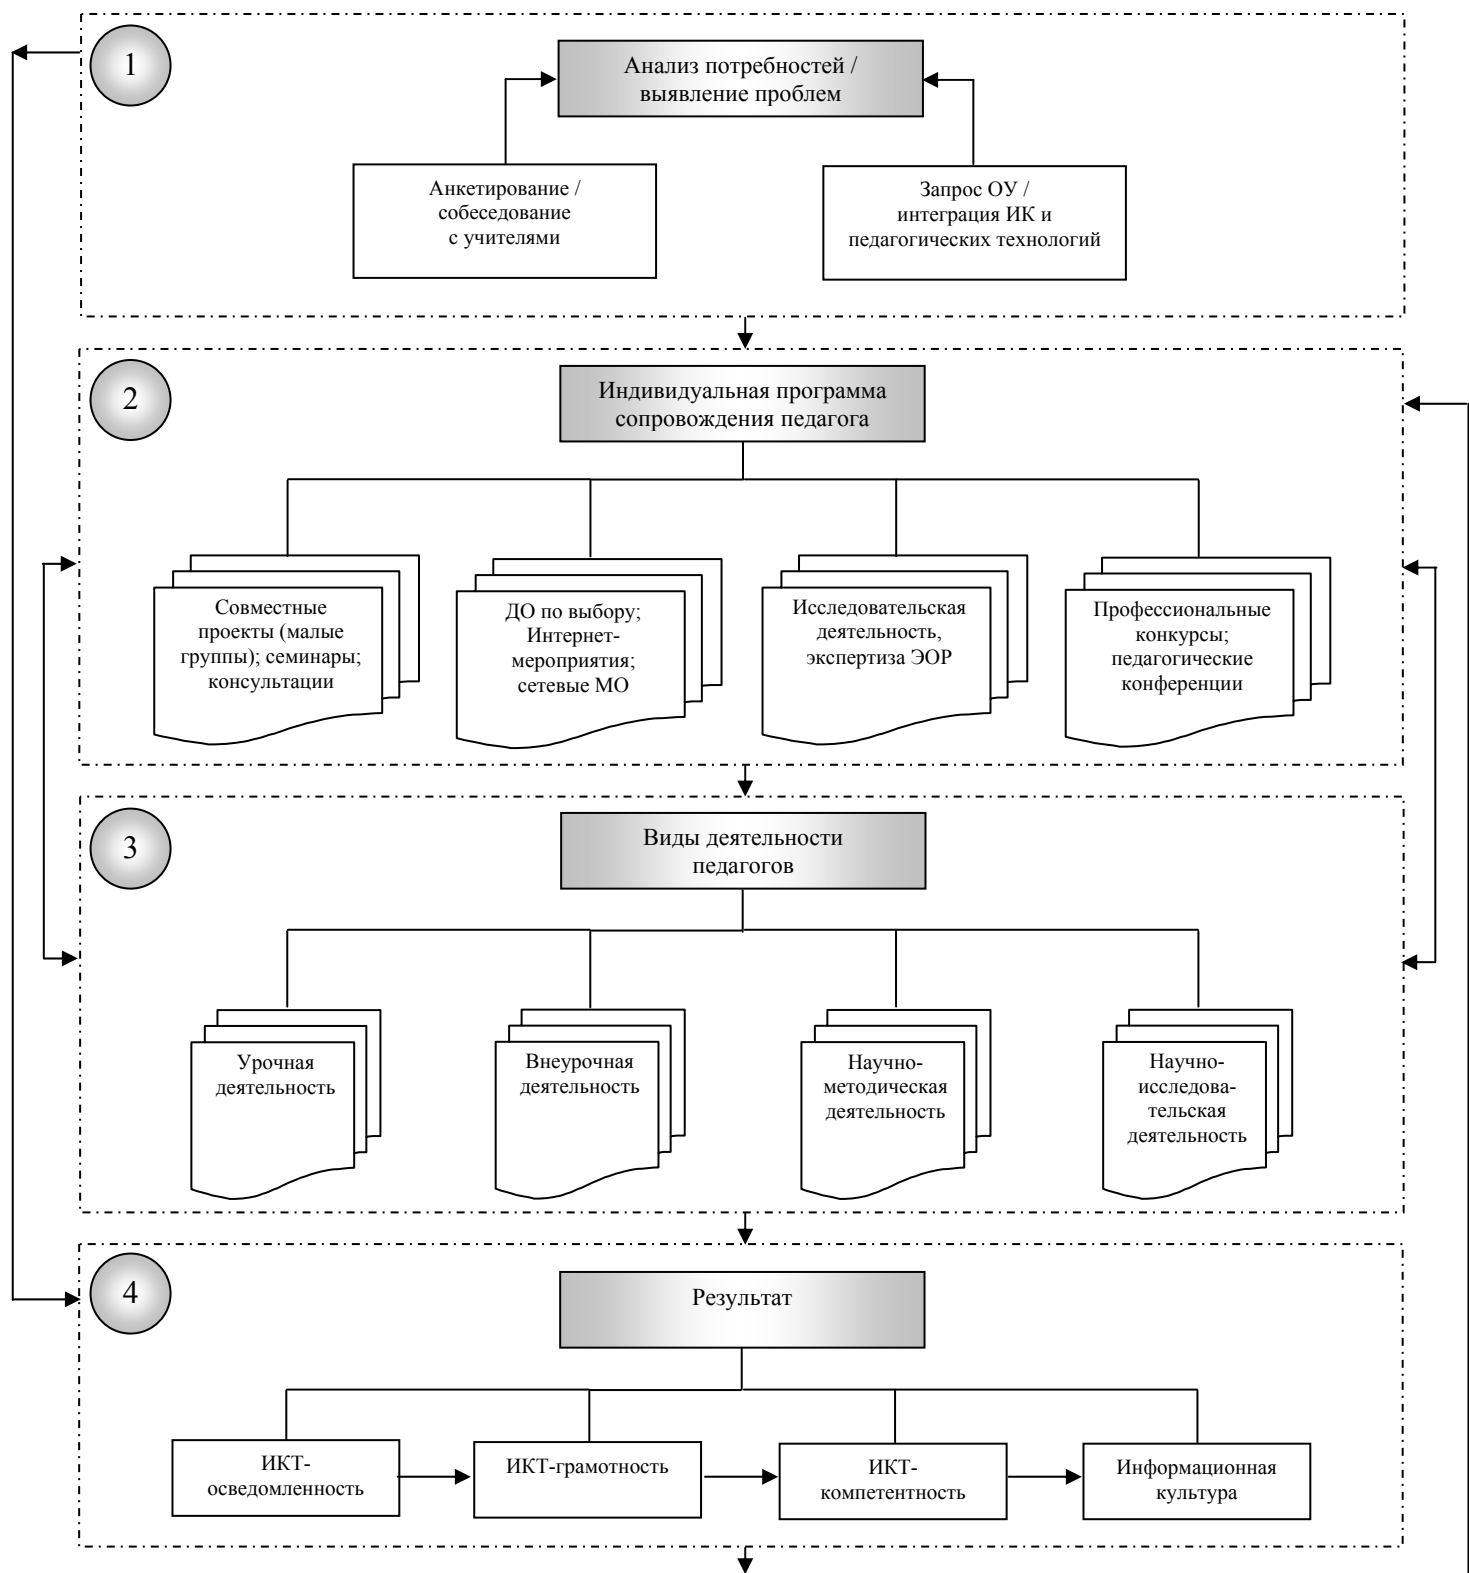 1
Анализ потребностей /
выявление проблем
Анкетирование /
собеседование
с учителями
Запрос ОУ /
интеграция ИК и
педагогических технологий
2
Индивидуальная программа
сопровождения педагога
Совместные
проекты (малые
группы); семинары;
консультации
ДО по выбору;
Интернет-
мероприятия;
сетевые МО
Исследовательская
деятельность,
экспертиза ЭОР
Профессиональные
конкурсы;
педагогические
конференции
3
Виды деятельности
педагогов
Урочная
деятельность
Внеурочная
деятельность
Научно-
методическая
деятельность
Научно-
исследова-
тельская
деятельность
4
Результат
ИКТ-
осведомленность
ИКТ-грамотность
ИКТ-
компетентность
Информационная
культура